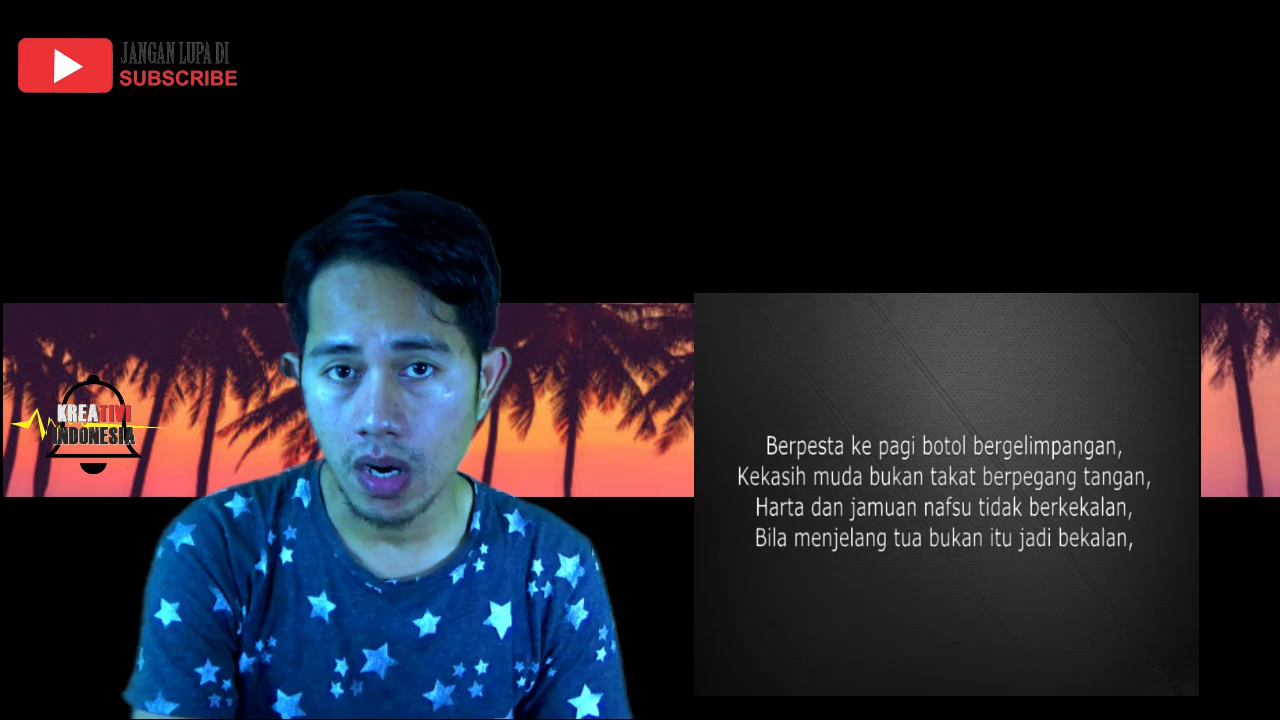 JANGAN LUPA DI
SUBSCRIBE
KREATIVI
INDONESIA
Berpesta ke pagi botol bergelimpangan,
Kekasih muda bukan takat berpegang tangan,
Harta dan jamuan nafsu tidak berkekalan,
Bila menjelang tua bukan itu jadi bekalan,